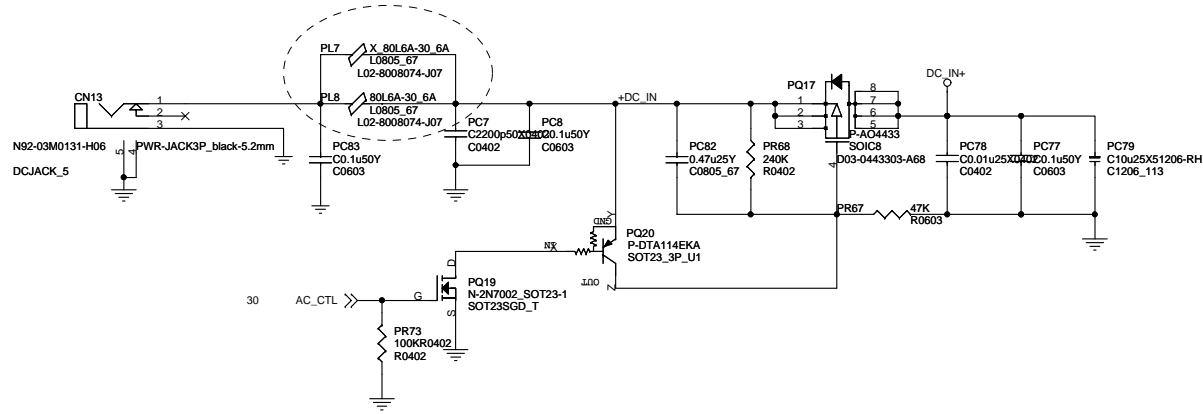 CN13
1
2
3
5
4
N92-03M0131-H06
PWR-JACK3P_black-5.2mm
DCJACK_5
PL7
X_80L6A-30_6A
L0805_67
L02-8008074-J07
PL8
80L6A-30_6A
L0805_67
L02-8008074-J07
PC83
C0.1u50Y
C0603
PC7
C2200p50X0402
C0402
PC8
C0.1u50Y
C0603
+DC_IN
PC82
0.47u25Y
C0805_67
PR68
240K
R0402
PQ17
1
2
3
8
7
6
5
4
P-AO4433
SOIC8
D03-0443303-A68
DC_IN+
PC78
C0.01u25X0402
C0402
PC77
C0.1u50Y
C0603
PC79
C10u25X51206-RH
C1206_113
PR67
47K
R0603
Y
GND
IN
X
OUT
Z
PQ20
P-DTA114EKA
SOT23_3P_U1
D
G
S
PQ19
N-2N7002_SOT23-1
SOT23SGD_T
30
AC_CTL
PR73
100KR0402
R0402